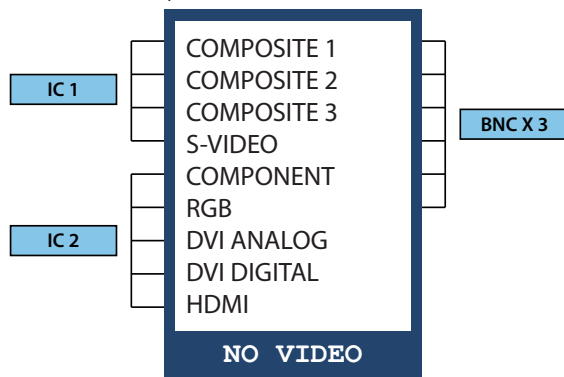 COMPOSITE 1
COMPOSITE 2
IC 1
COMPOSITE 3
BNC X 3
S-VIDEO
COMPONENT
RGB
IC 2
DVI ANALOG
DVI DIGITAL
HDMI
NO VIDEO